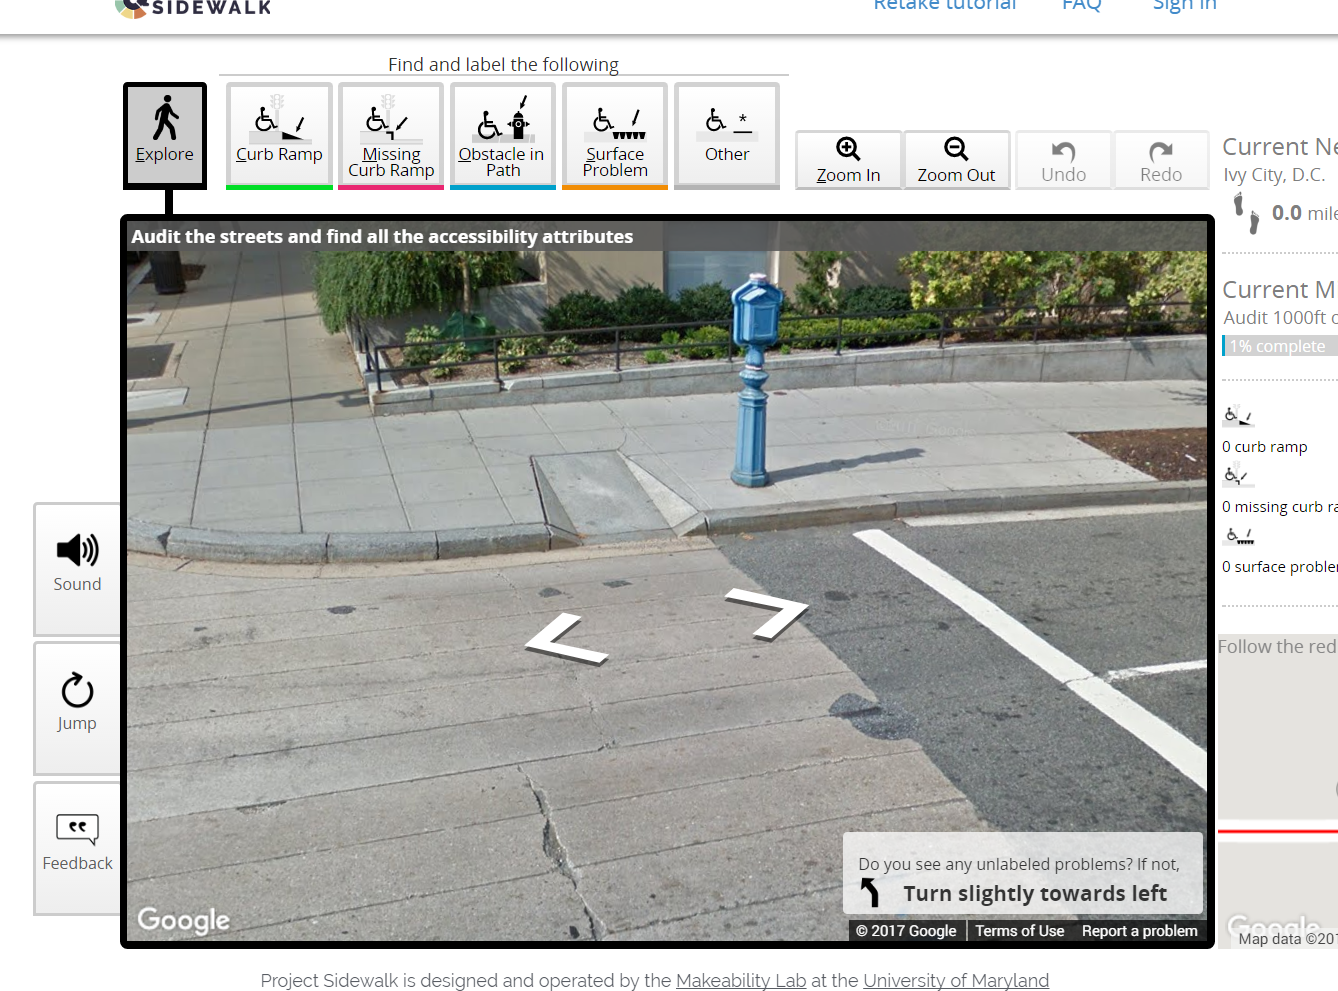 SIDEWALK
Retake tutorial FAQ Sign in
Find and label the following
Explore
Curb Ramp
Missing
Curb Ramp
Obstacle in
Path
Surface
Problem
Other
*
Zoom In
Zoom Out
Undo
Redo
Current Ne
Ivy City, D.C.
0.0 mile
Audit the streets and find all the accessibility attributes
Current M
Audit 1000ft o
1% complete
0 curb ramp
0 missing curb ra
0 surface problem
Sound
Jump
Feedback
Follow the red
Do you see any unlabeled problems? If not,
Turn slightly towards left
Google
© 2017 Google Terms of Use Report a problem
Google
Map data ©201
Project Sidewalk is designed and operated by the Makeability Lab at the University of Maryland